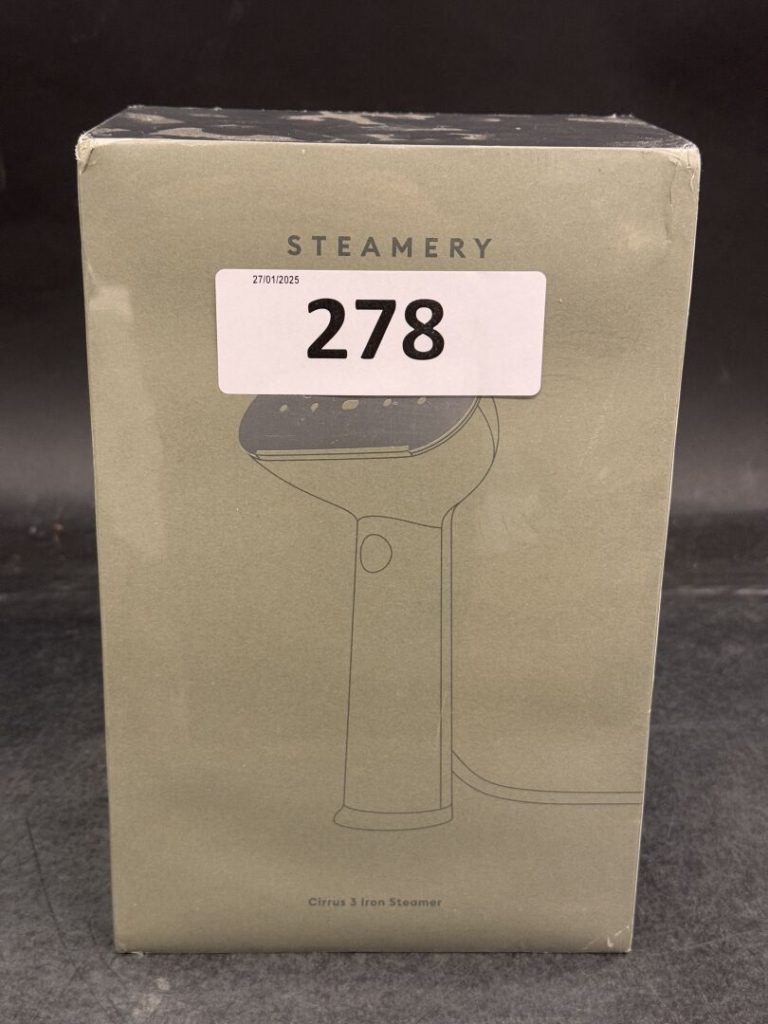 STEAMERY
27/01/2025
278
Cirrus 3 Iron Steamer